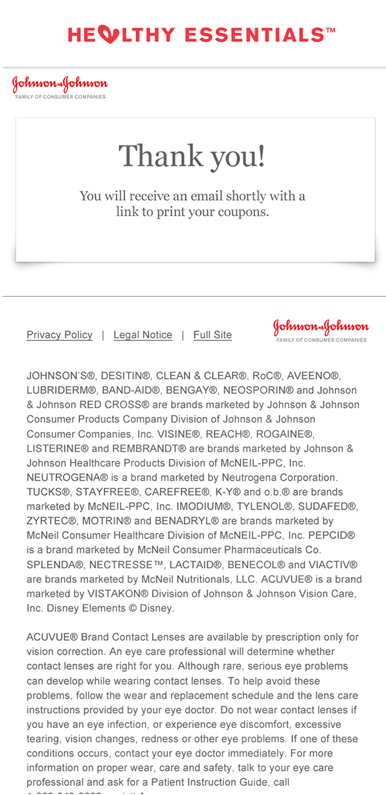 HEALTHY ESSENTIALS™
Johnson & Johnson
FAMILY OF CONSUMER COMPANIES
Thank you!
You will receive an email shortly with a
link to print your coupons.
Privacy Policy | Legal Notice | Full Site
Johnson & Johnson
FAMILY OF CONSUMER COMPANIES
JOHNSON'S®, DESITIN®, CLEAN & CLEAR®, RoC®, AVEENO®,
LUBRIDERM®, BAND-AID®, BENGAY®, NEOSPORIN® and Johnson
& Johnson RED CROSS® are brands marketed by Johnson & Johnson
Consumer Products Company Division of Johnson & Johnson
Consumer Companies, Inc. VISINE®, REACH®, ROGAINE®,
LISTERINE® and REMBRANDT® are brands marketed by Johnson &
Johnson Healthcare Products Division of McNEIL-PPC, Inc.
NEUTROGENA® is a brand marketed by Neutrogena Corporation.
TUCKS®, STAYFREE®, CAREFREE®, K-Y® and o.b.® are brands
marketed by McNEIL-PPC, Inc. IMODIUM®, TYLENOL®, SUDAFED®,
ZYRTEC®, MOTRIN® and BENADRYL® are brands marketed by
McNeil Consumer Healthcare Division of McNEIL-PPC, Inc. PEPCID®
is a brand marketed by McNeil Consumer Pharmaceuticals Co.
SPLENDA®, NECTRESSE™, LACTAID®, BENECOL® and VIACTIV®
are brands marketed by McNeil Nutritionals, LLC. ACUVUE® is a brand
marketed by VISTAKON® Division of Johnson & Johnson Vision Care,
Inc. Disney Elements © Disney.
ACUVUE® Brand Contact Lenses are available by prescription only for
vision correction. An eye care professional will determine whether
contact lenses are right for you. Although rare, serious eye problems
can develop while wearing contact lenses. To help avoid these
problems, follow the wear and replacement schedule and the lens care
instructions provided by your eye doctor. Do not wear contact lenses if
you have an eye infection, or experience eye discomfort, excessive
tearing, vision changes, redness or other eye problems. If one of these
conditions occurs, contact your eye doctor immediately. For more
information on proper wear, care and safety, talk to your eye care
professional and ask for a Patient Instruction Guide, call